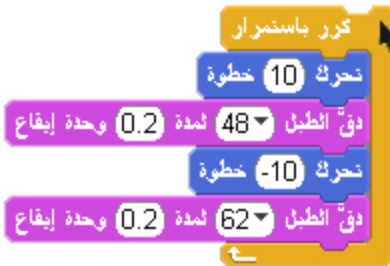 كرر باستمرار
تحرك 10 خطوة
دقّ الطبل 48 لمدة 0.2 وحدة إيقاع
تحرك -10 خطوة
دقّ الطبل 62 لمدة 0.2 وحدة إيقاع